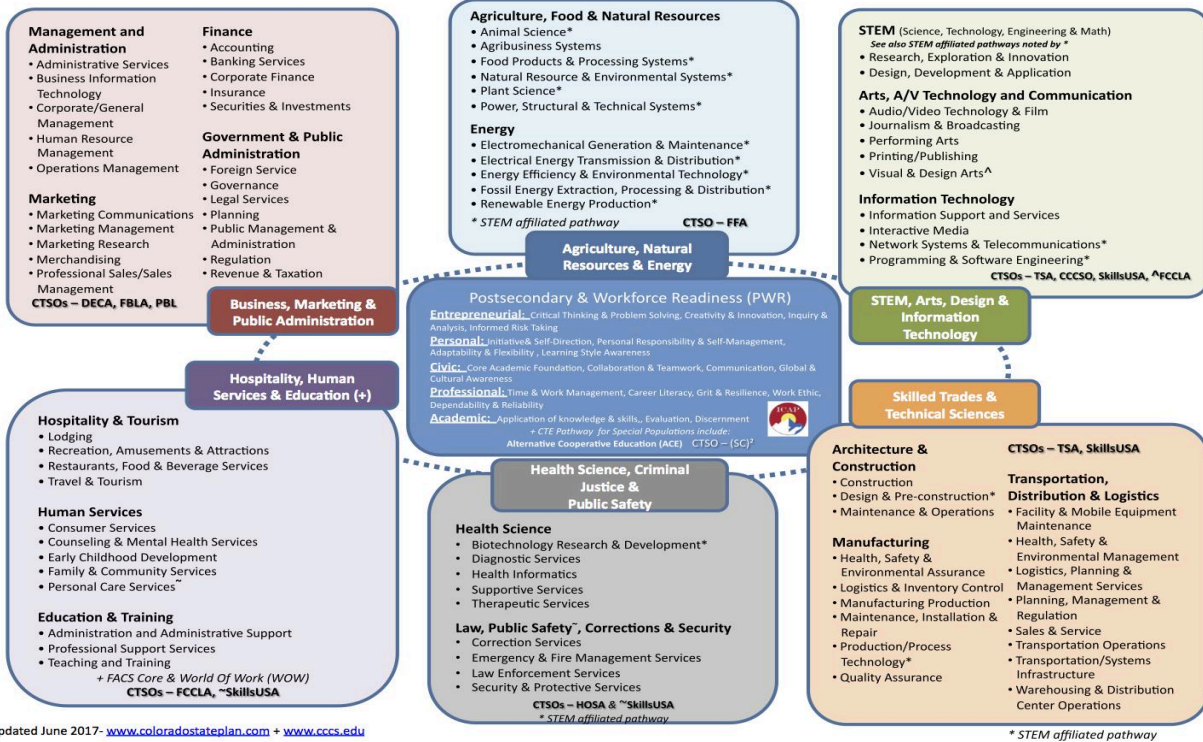 Management and
Administration
• Administrative Services
• Business Information
Technology
• Corporate/General
Management
• Human Resource
Management
• Operations Management
Marketing
• Marketing Communications
• Marketing Management
• Marketing Research
• Merchandising
• Professional Sales/Sales
Management
CTSOs – DECA, FBLA, PBL
Finance
• Accounting
• Banking Services
• Corporate Finance
• Insurance
• Securities & Investments
Government & Public
Administration
• Foreign Service
• Governance
• Legal Services
• Planning
• Public Management &
Administration
• Regulation
• Revenue & Taxation
Business, Marketing &
Public Administration
Agriculture, Food & Natural Resources
• Animal Science*
• Agribusiness Systems
• Food Products & Processing Systems*
• Natural Resource & Environmental Systems*
• Plant Science*
• Power, Structural & Technical Systems*
Energy
• Electromechanical Generation & Maintenance*
• Electrical Energy Transmission & Distribution*
• Energy Efficiency & Environmental Technology*
• Fossil Energy Extraction, Processing & Distribution*
• Renewable Energy Production*
* STEM affiliated pathway CTSO – FFA
Agriculture, Natural
Resources & Energy
STEM (Science, Technology, Engineering & Math)
See also STEM affiliated pathways noted by *
• Research, Exploration & Innovation
• Design, Development & Application
Arts, A/V Technology and Communication
• Audio/Video Technology & Film
• Journalism & Broadcasting
• Performing Arts
• Printing/Publishing
• Visual & Design Arts^
Information Technology
• Information Support and Services
• Interactive Media
• Network Systems & Telecommunications*
• Programming & Software Engineering*
CTSOs – TSA, CCCSO, SkillsUSA, ^FCCLA
STEM, Arts, Design &
Information
Technology
Postsecondary & Workforce Readiness (PWR)
Entrepreneurial: Critical Thinking & Problem Solving, Creativity & Innovation, Inquiry &
Analysis, Informed Risk Taking
Personal: Initiative& Self-Direction, Personal Responsibility & Self-Management,
Adaptability & Flexibility , Learning Style Awareness
Civic: Core Academic Foundation, Collaboration & Teamwork, Communication, Global &
Cultural Awareness
Professional: Time & Work Management, Career Literacy, Grit & Resilience, Work Ethic,
Dependability & Reliability
Academic: Application of knowledge & skills,, Evaluation, Discernment
+ CTE Pathway for Special Populations include:
Alternative Cooperative Education (ACE) CTSO – (SC)²
ICAP
Hospitality, Human
Services & Education (+)
Hospitality & Tourism
• Lodging
• Recreation, Amusements & Attractions
• Restaurants, Food & Beverage Services
• Travel & Tourism
Human Services
• Consumer Services
• Counseling & Mental Health Services
• Early Childhood Development
• Family & Community Services
• Personal Care Services~
Education & Training
• Administration and Administrative Support
• Professional Support Services
• Teaching and Training
+ FACS Core & World Of Work (WOW)
CTSOs – FCCLA, ~SkillsUSA
Health Science, Criminal
Justice &
Public Safety
Health Science
• Biotechnology Research & Development*
• Diagnostic Services
• Health Informatics
• Supportive Services
• Therapeutic Services
Law, Public Safety~, Corrections & Security
• Correction Services
• Emergency & Fire Management Services
• Law Enforcement Services
• Security & Protective Services
CTSOs – HOSA & ~SkillsUSA
* STEM affiliated pathway
Skilled Trades &
Technical Sciences
Architecture &
Construction
• Construction
• Design & Pre-construction*
• Maintenance & Operations
Manufacturing
• Health, Safety &
Environmental Assurance
• Logistics & Inventory Control
• Manufacturing Production
• Maintenance, Installation &
Repair
• Production/Process
Technology*
• Quality Assurance
CTSOs – TSA, SkillsUSA
Transportation,
Distribution & Logistics
• Facility & Mobile Equipment
Maintenance
• Health, Safety &
Environmental Management
• Logistics, Planning &
Management Services
• Planning, Management &
Regulation
• Sales & Service
• Transportation Operations
• Transportation/Systems
Infrastructure
• Warehousing & Distribution
Center Operations
* STEM affiliated pathway
pdated June 2017- www.coloradostateplan.com + www.cccs.edu